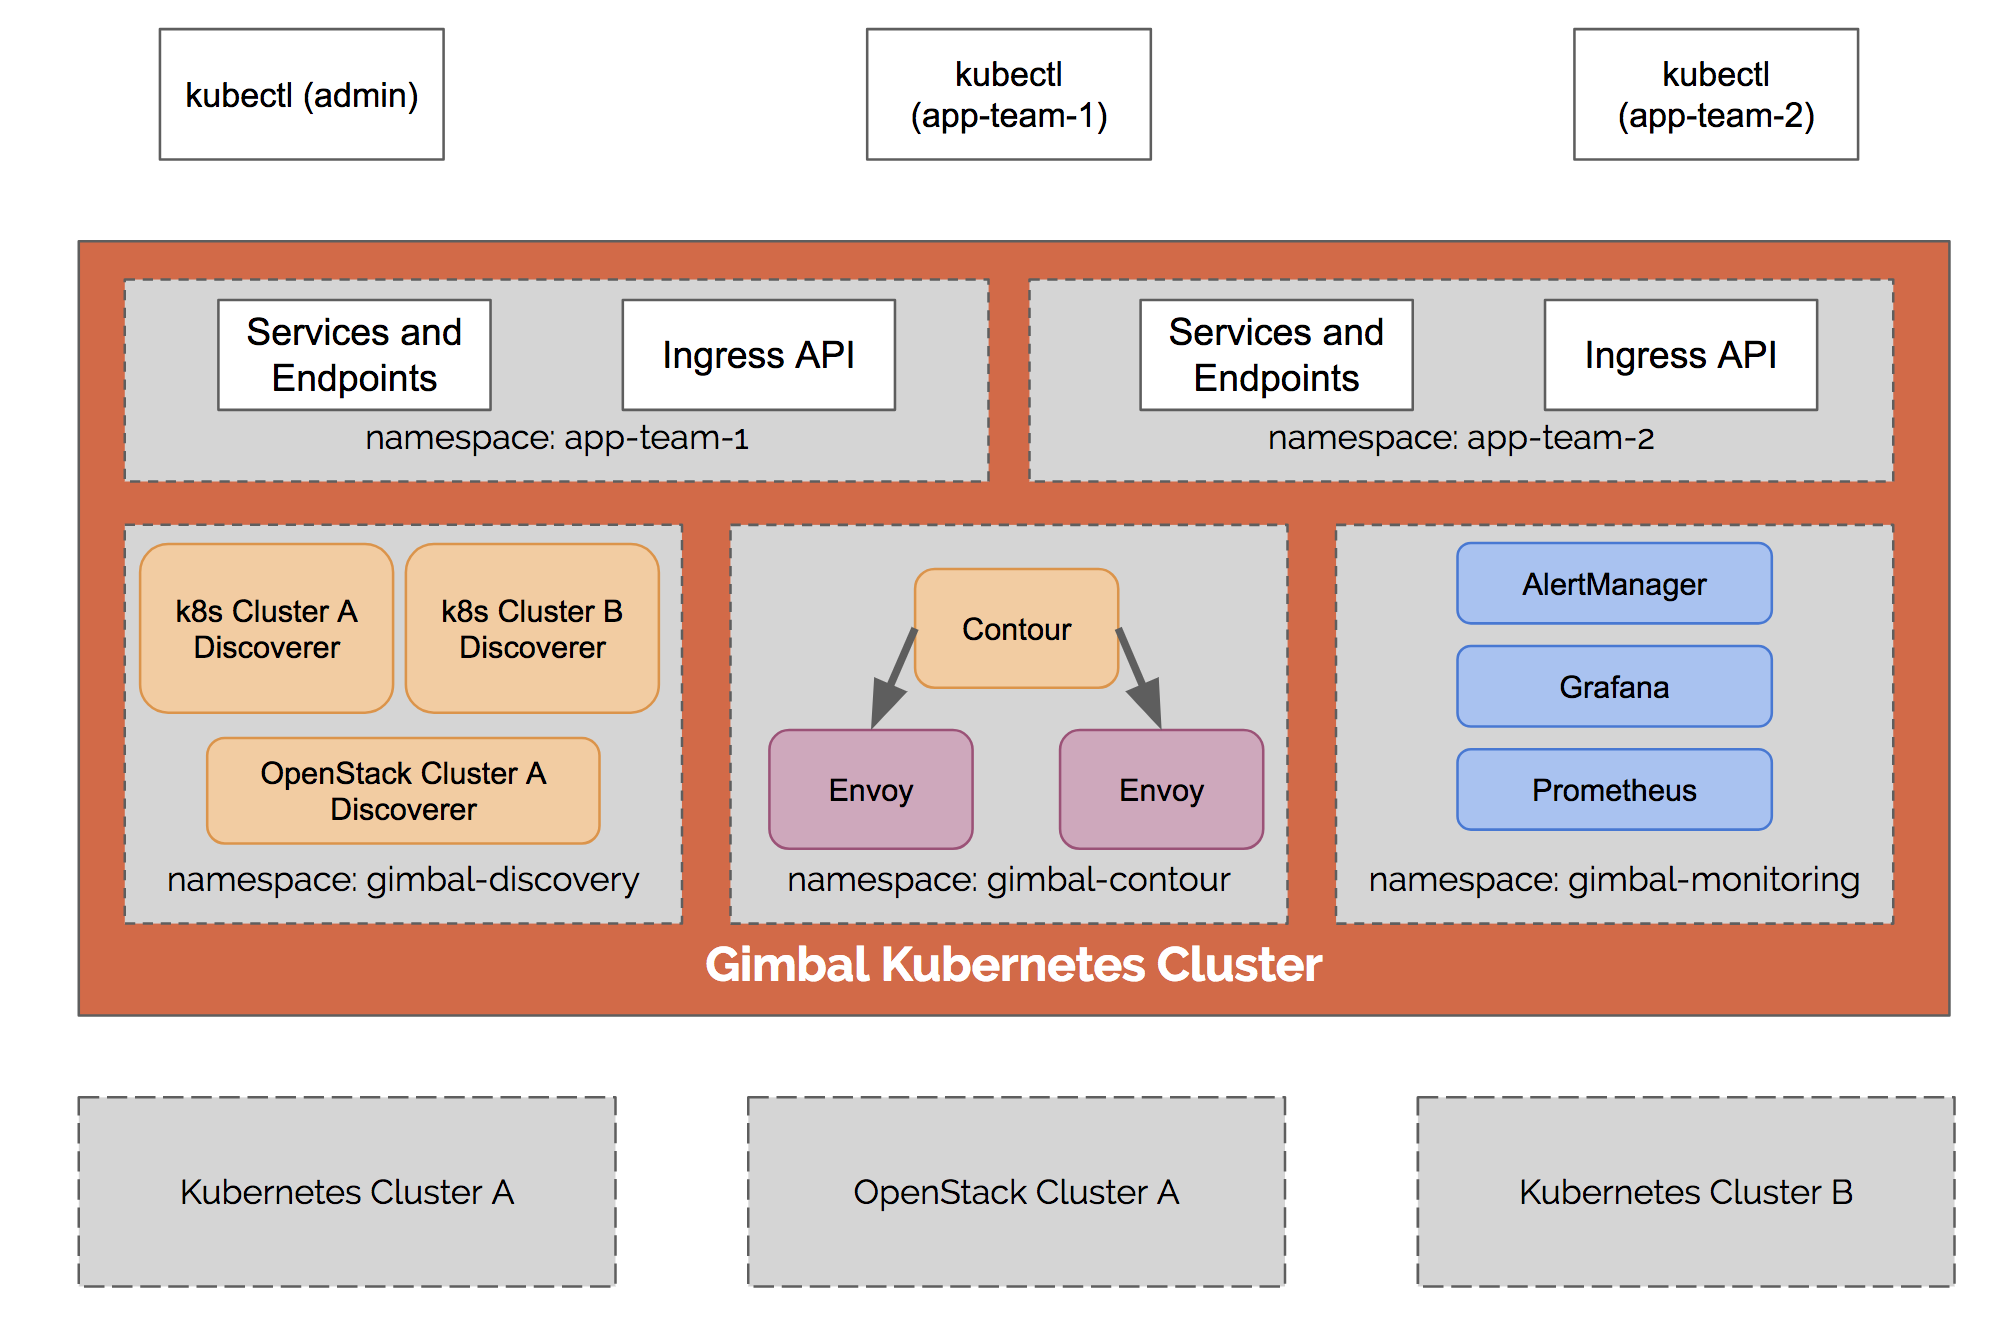 kubectl (admin)
kubectl
(app-team-1)
kubectl
(app-team-2)
Services and
Endpoints
Ingress API
namespace: app-team-1
Services and
Endpoints
Ingress API
namespace: app-team-2
k8s Cluster A
Discoverer
k8s Cluster B
Discoverer
OpenStack Cluster A
Discoverer
namespace: gimbal-discovery
Contour
Envoy
Envoy
namespace: gimbal-contour
AlertManager
Grafana
Prometheus
namespace: gimbal-monitoring
Gimbal Kubernetes Cluster
Kubernetes Cluster A
OpenStack Cluster A
Kubernetes Cluster B